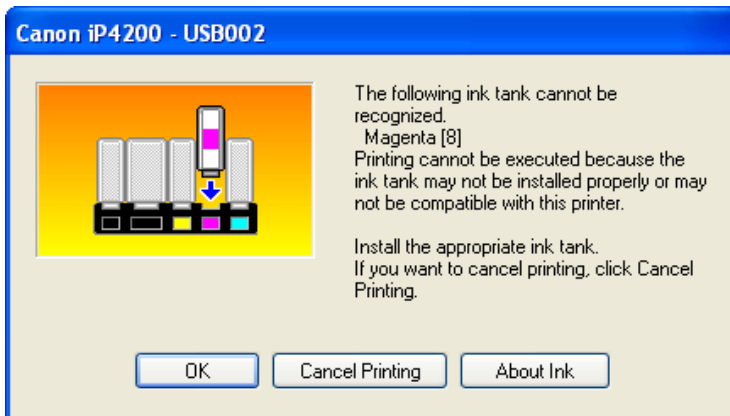 Canon iP4200 - USB002
The following ink tank cannot be
recognized.
Magenta [8]
Printing cannot be executed because the
ink tank may not be installed properly or may
not be compatible with this printer.
Install the appropriate ink tank.
If you want to cancel printing, click Cancel
Printing.
OK
Cancel Printing
About Ink